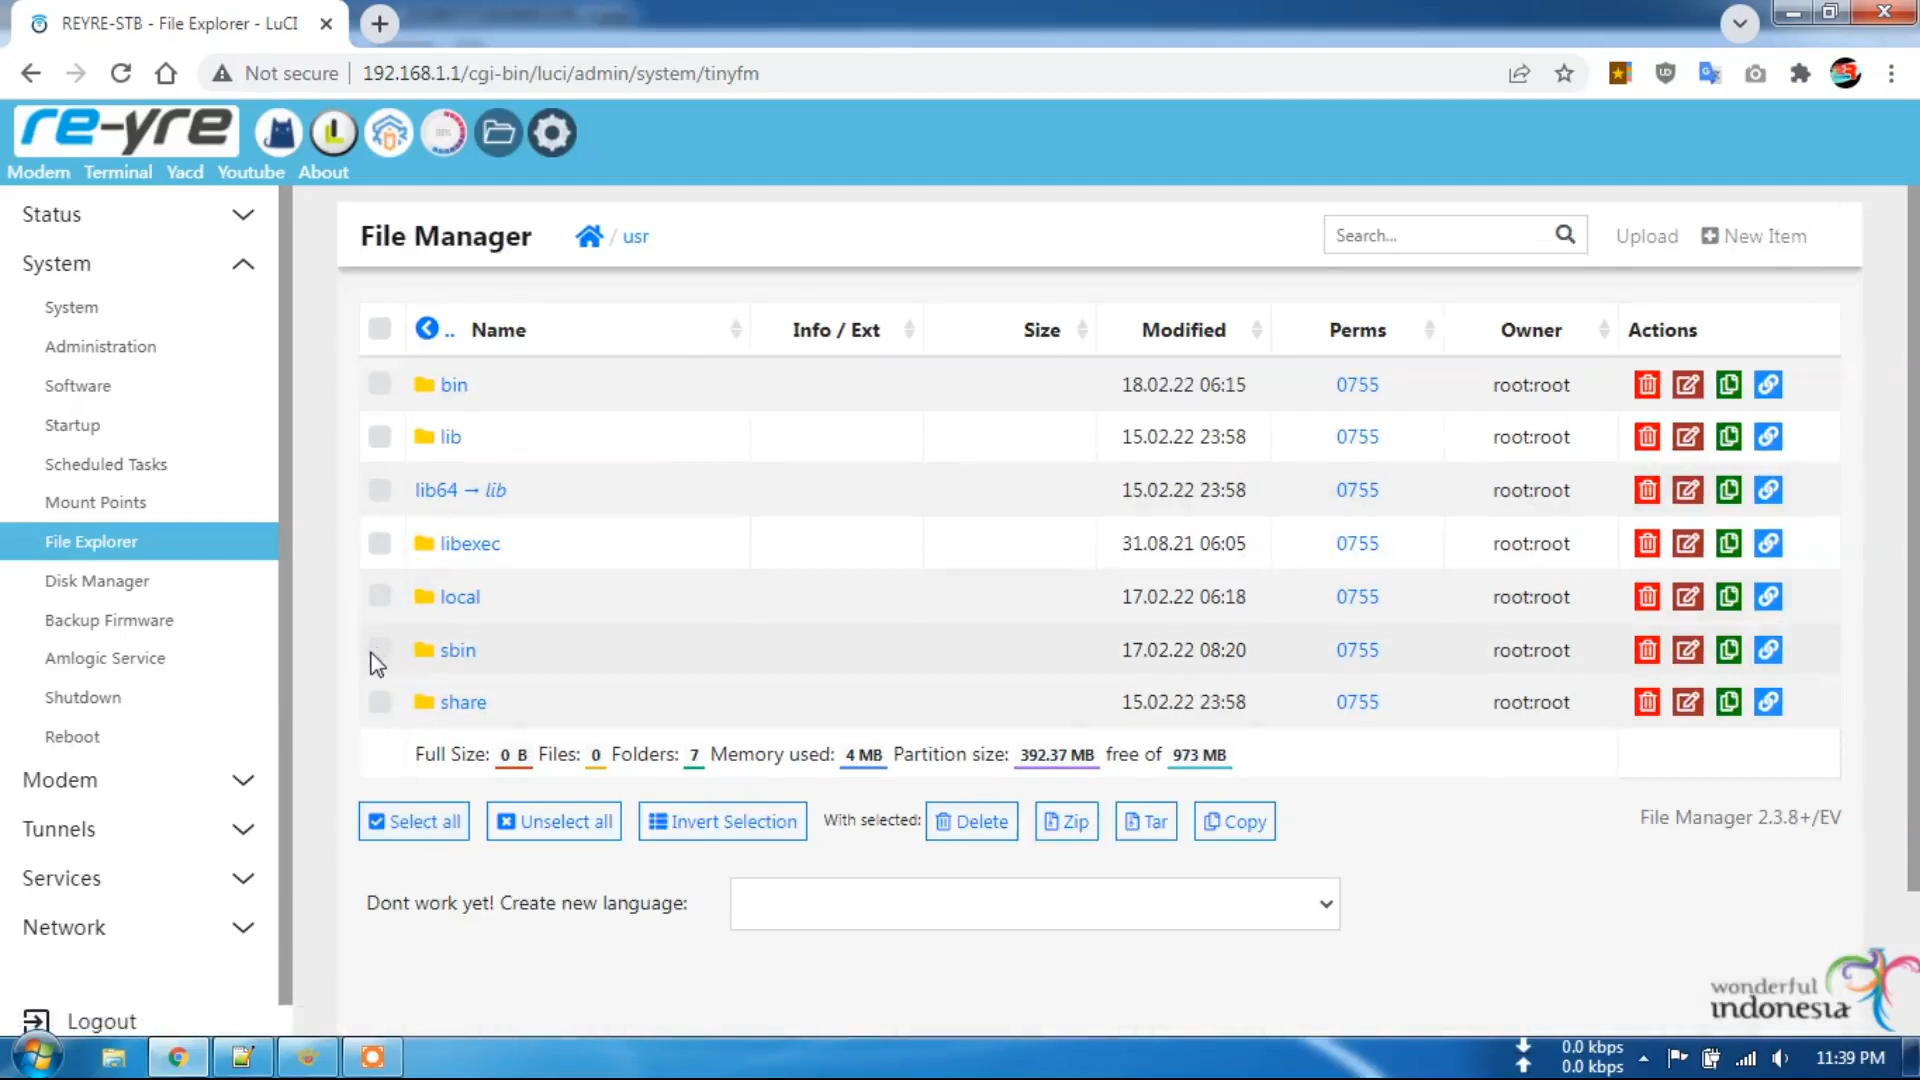 REYRE-STB - File Explorer - LuCI
Not secure | 192.168.1.1/cgi-bin/luci/admin/system/tinyfm
re-yre
Modem Terminal Yacd Youtube About
Status
System
System
Administration
Software
Startup
Scheduled Tasks
Mount Points
File Explorer
Disk Manager
Backup Firmware
Amlogic Service
Shutdown
Reboot
Modem
Tunnels
Services
Network
Logout
File Manager / usr Search... Upload New Item
.. Name Info / Ext Size Modified Perms Owner Actions
bin 18.02.22 06:15 0755 root:root
lib 15.02.22 23:58 0755 root:root
lib64 → lib 15.02.22 23:58 0755 root:root
libexec 31.08.21 06:05 0755 root:root
local 17.02.22 06:18 0755 root:root
sbin 17.02.22 08:20 0755 root:root
share 15.02.22 23:58 0755 root:root
Full Size: 0 B Files: 0 Folders: 7 Memory used: 4 MB Partition size: 392.37 MB free of 973 MB
Select all Unselect all Invert Selection With selected: Delete Zip Tar Copy File Manager 2.3.8+/EV
Dont work yet! Create new language:
wonderful
indonesia
0.0 kbps
0.0 kbps
11:39 PM